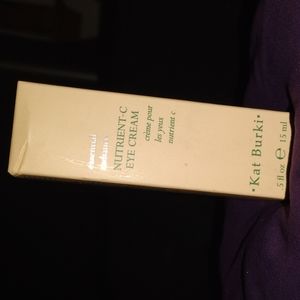 NUTRIENT-C
EYE CREAM
crème pour
les yeux
nutrient c
• Kat Burki •
.5 fl oz e 15 ml